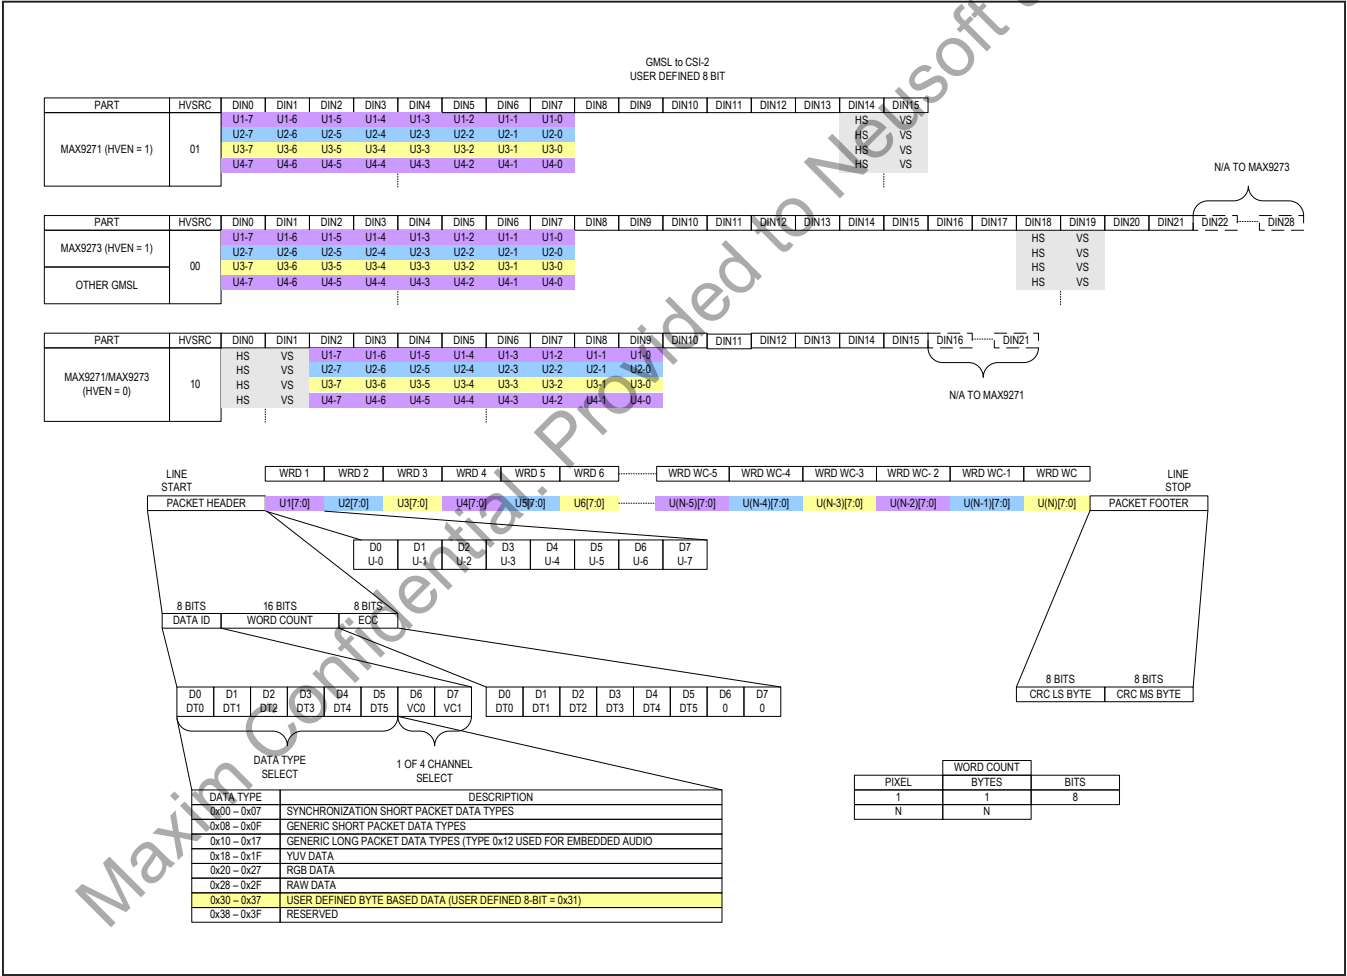 GMSL to CSI-2
USER DEFINED 8 BIT
PART HVSRC DIN0 DIN1 DIN2 DIN3 DIN4 DIN5 DIN6 DIN7 DIN8 DIN9 DIN10 DIN11 DIN12 DIN13 DIN14 DIN15
MAX9271 (HVEN = 1) 01
U1-7 U1-6 U1-5 U1-4 U1-3 U1-2 U1-1 U1-0 HS VS
U2-7 U2-6 U2-5 U2-4 U2-3 U2-2 U2-1 U2-0 HS VS
U3-7 U3-6 U3-5 U3-4 U3-3 U3-2 U3-1 U3-0 HS VS
U4-7 U4-6 U4-5 U4-4 U4-3 U4-2 U4-1 U4-0 HS VS
N/A TO MAX9273
PART HVSRC DIN0 DIN1 DIN2 DIN3 DIN4 DIN5 DIN6 DIN7 DIN8 DIN9 DIN10 DIN11 DIN12 DIN13 DIN14 DIN15 DIN16 DIN17 DIN18 DIN19 DIN20 DIN21 DIN22 DIN28
MAX9273 (HVEN = 1)
OTHER GMSL
00
U1-7 U1-6 U1-5 U1-4 U1-3 U1-2 U1-1 U1-0 HS VS
U2-7 U2-6 U2-5 U2-4 U2-3 U2-2 U2-1 U2-0 HS VS
U3-7 U3-6 U3-5 U3-4 U3-3 U3-2 U3-1 U3-0 HS VS
U4-7 U4-6 U4-5 U4-4 U4-3 U4-2 U4-1 U4-0 HS VS
PART HVSRC DIN0 DIN1 DIN2 DIN3 DIN4 DIN5 DIN6 DIN7 DIN8 DIN9 DIN10 DIN11 DIN12 DIN13 DIN14 DIN15 DIN16 DIN21
MAX9271/MAX9273
(HVEN = 0)
10
HS VS U1-7 U1-6 U1-5 U1-4 U1-3 U1-2 U1-1 U1-0
HS VS U2-7 U2-6 U2-5 U2-4 U2-3 U2-2 U2-1 U2-0
HS VS U3-7 U3-6 U3-5 U3-4 U3-3 U3-2 U3-1 U3-0
HS VS U4-7 U4-6 U4-5 U4-4 U4-3 U4-2 U4-1 U4-0
N/A TO MAX9271
LINE
START
WRD 1 WRD 2 WRD 3 WRD 4 WRD 5 WRD 6 WRD WC-5 WRD WC-4 WRD WC-3 WRD WC- 2 WRD WC-1 WRD WC
LINE
STOP
PACKET HEADER U1[7:0] U2[7:0] U3[7:0] U4[7:0] U5[7:0] U6[7:0] U(N-5)[7:0] U(N-4)[7:0] U(N-3)[7:0] U(N-2)[7:0] U(N-1)[7:0] U(N)[7:0] PACKET FOOTER
D0 D1 D2 D3 D4 D5 D6 D7
U-0 U-1 U-2 U-3 U-4 U-5 U-6 U-7
8 BITS 16 BITS 8 BITS
DATA ID WORD COUNT ECC
8 BITS 8 BITS
CRC LS BYTE CRC MS BYTE
D0 D1 D2 D3 D4 D5 D6 D7
DT0 DT1 DT2 DT3 DT4 DT5 VC0 VC1
D0 D1 D2 D3 D4 D5 D6 D7
DT0 DT1 DT2 DT3 DT4 DT5 0 0
DATA TYPE
SELECT
1 OF 4 CHANNEL
SELECT
WORD COUNT
PIXEL BYTES BITS
1 1 8
N N
DATA TYPE DESCRIPTION
0x00 – 0x07 SYNCHRONIZATION SHORT PACKET DATA TYPES
0x08 – 0x0F GENERIC SHORT PACKET DATA TYPES
0x10 – 0x17 GENERIC LONG PACKET DATA TYPES (TYPE 0x12 USED FOR EMBEDDED AUDIO
0x18 – 0x1F YUV DATA
0x20 – 0x27 RGB DATA
0x28 – 0x2F RAW DATA
0x30 – 0x37 USER DEFINED BYTE BASED DATA (USER DEFINED 8-BIT = 0x31)
0x38 – 0x3F RESERVED
Maxim Confidential. Provided to Neusoft